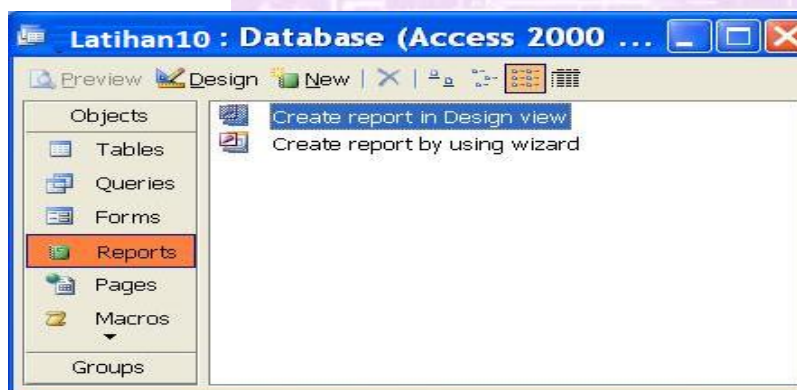 Latihan10 : Database (Access 2000 ...
Preview Design New
Objects
Tables
Queries
Forms
Reports
Pages
Macros
Groups
Create report in Design view
Create report by using wizard